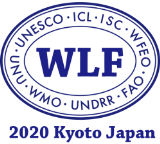 UNESCO · ICL · ISC · WFEO
WLF
UNU · WMO · UNDRR · FAO
2020 Kyoto Japan